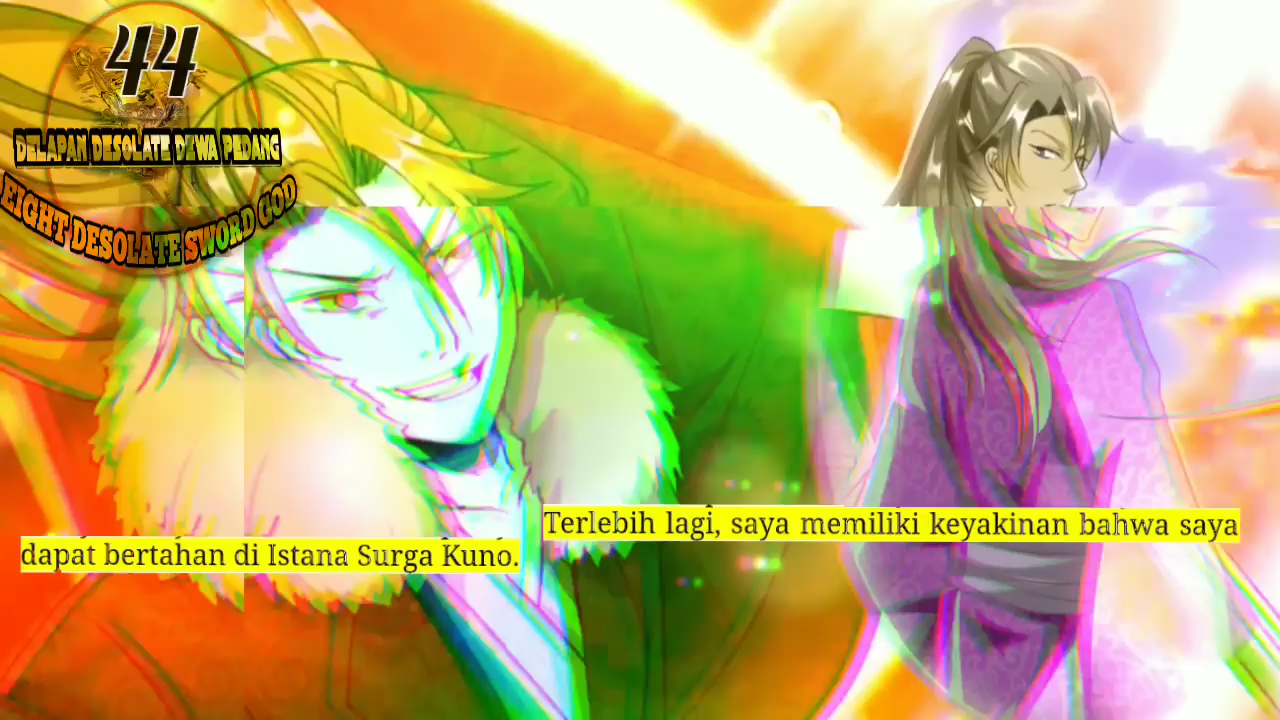 44
DELAPAN DESOLATE DEWA PEDANG
EIGHT DESOLATE SWORD GOD
Terlebih lagi, saya memiliki keyakinan bahwa saya
dapat bertahan di Istana Surga Kuno.